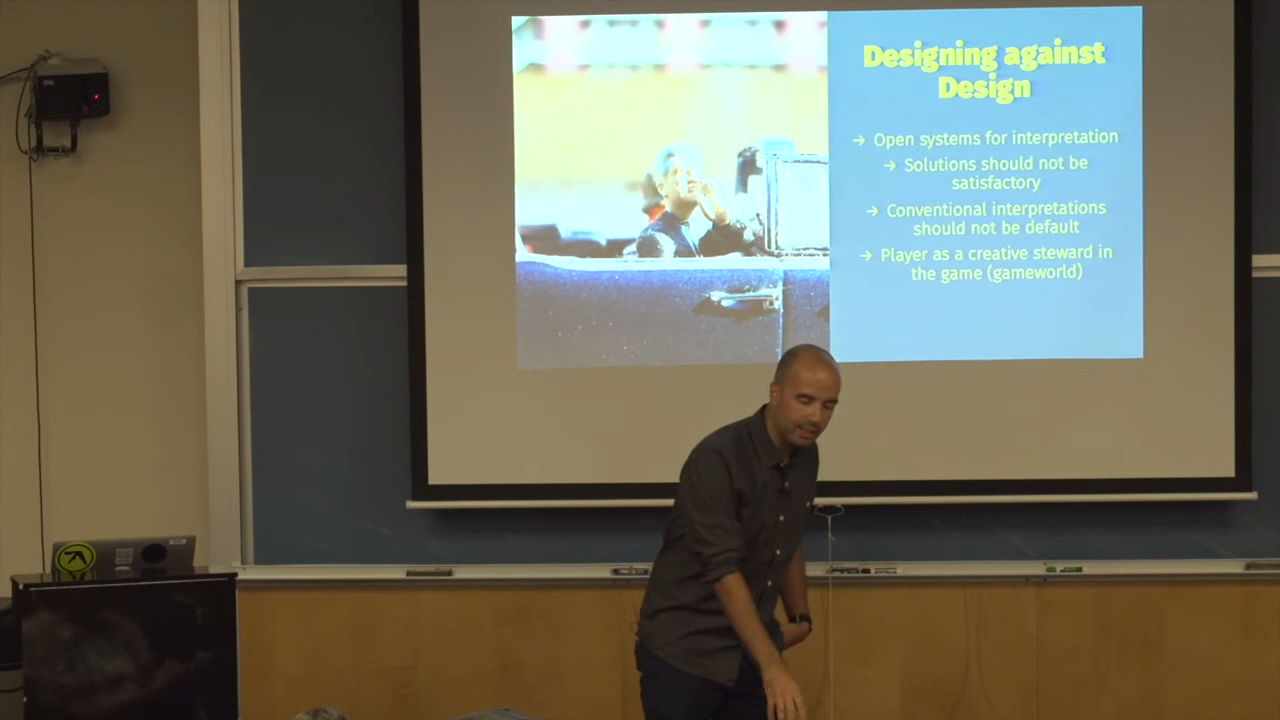 Designing against
Design
→ Open systems for interpretation
→ Solutions should not be
satisfactory
→ Conventional interpretations
should not be default
→ Player as a creative steward in
the game (gameworld)